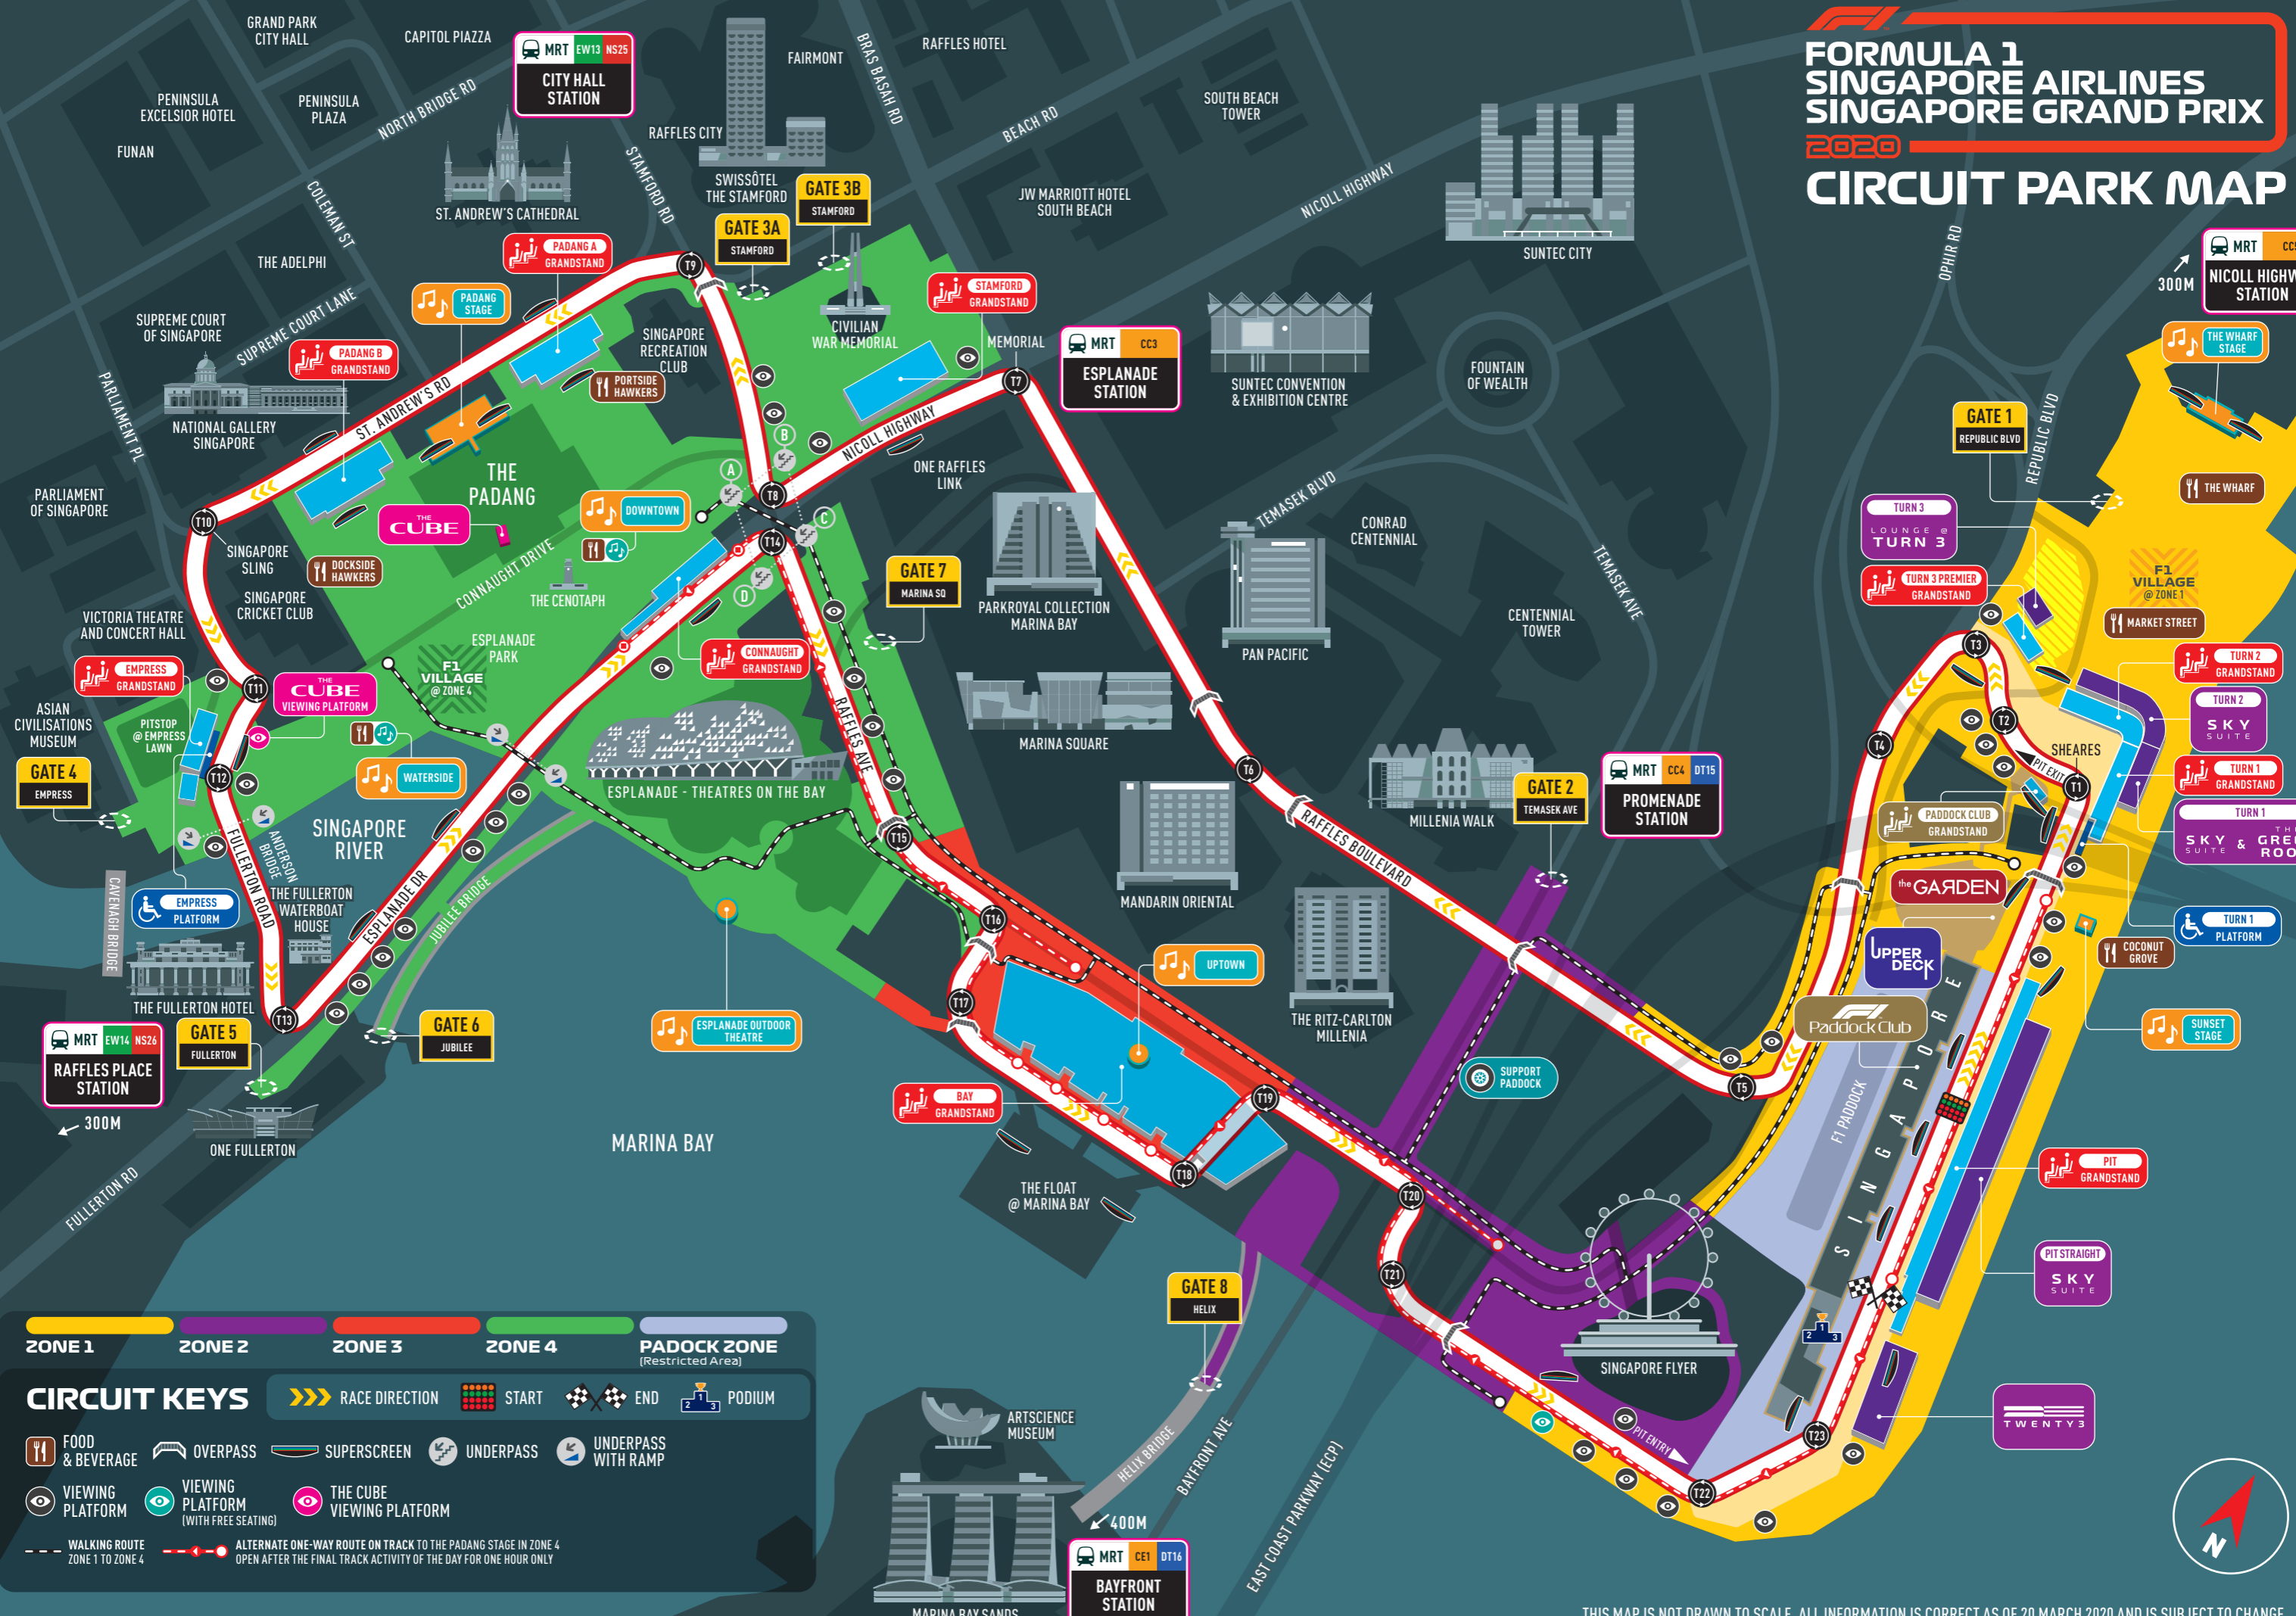 FORMULA 1
SINGAPORE AIRLINES
SINGAPORE GRAND PRIX
2020
CIRCUIT PARK MAP
GRAND PARK
CITY HALL
CAPITOL PIAZZA
MRT EW13 NS25
CITY HALL
STATION
FAIRMONT
BRAS BASAH RD
RAFFLES HOTEL
PENINSULA
EXCELSIOR HOTEL
PENINSULA
PLAZA
NORTH BRIDGE RD
FUNAN
RAFFLES CITY
BEACH RD
SOUTH BEACH
TOWER
COLEMAN ST
ST. ANDREW'S CATHEDRAL
STAMFORD RD
SWISSÔTEL
THE STAMFORD
GATE 3B
STAMFORD
GATE 3A
STAMFORD
JW MARRIOTT HOTEL
SOUTH BEACH
NICOLL HIGHWAY
SUNTEC CITY
OPHIR RD
MRT
NICOLL HIGHW
STATION
300M
THE ADELPHI
PADANG A
GRANDSTAND
PADANG
STAGE
SUPREME COURT
OF SINGAPORE
SUPREME COURT LANE
PADANG B
GRANDSTAND
T9
CIVILIAN
WAR MEMORIAL
STAMFORD
GRANDSTAND
MEMORIAL
T7
SINGAPORE
RECREATION
CLUB
PORTSIDE
HAWKERS
MRT CC3
ESPLANADE
STATION
SUNTEC CONVENTION
& EXHIBITION CENTRE
FOUNTAIN
OF WEALTH
THE WHARF
STAGE
GATE 1
REPUBLIC BLVD
REPUBLIC BLVD
THE WHARF
PARLIAMENT PL
NATIONAL GALLERY
SINGAPORE
ST. ANDREW'S RD
NICOLL HIGHWAY
ONE RAFFLES
LINK
THE
PADANG
THE
CUBE
DOWNTOWN
A
B
C
D
T8
T14
PARLIAMENT
OF SINGAPORE
T10
SINGAPORE
SLING
DOCKSIDE
HAWKERS
CONNAUGHT DRIVE
THE CENOTAPH
SINGAPORE
CRICKET CLUB
VICTORIA THEATRE
AND CONCERT HALL
GATE 7
MARINA SQ
PARKROYAL COLLECTION
MARINA BAY
TEMASEK BLVD
CONRAD
CENTENNIAL
TEMASEK AVE
CENTENNIAL
TOWER
PAN PACIFIC
TURN 3
LOUNGE @
TURN 3
TURN 3 PREMIER
GRANDSTAND
F1
VILLAGE
@ ZONE 1
MARKET STREET
T3
TURN 2
GRANDSTAND
TURN 2
SKY
SUITE
T2
T4
SHEARES
PIT EXIT
T1
TURN 1
GRANDSTAND
TURN 1
SKY
SUITE
&
PADDOCK CLUB
GRANDSTAND
the GARDEN
UPPER
DECK
Paddock Club
TURN 1
PLATFORM
COCONUT
GROVE
SUNSET
STAGE
EMPRESS
GRANDSTAND
T11
THE
CUBE
VIEWING PLATFORM
ESPLANADE
PARK
F1
VILLAGE
@ ZONE 4
CONNAUGHT
GRANDSTAND
RAFFLES AVE
MARINA SQUARE
ASIAN
CIVILISATIONS
MUSEUM
PITSTOP
@ EMPRESS
LAWN
GATE 4
EMPRESS
T12
WATERSIDE
ESPLANADE - THEATRES ON THE BAY
T6
MILLENIA WALK
GATE 2
TEMASEK AVE
MRT CC4 DT15
PROMENADE
STATION
SINGAPORE
RIVER
ANDERSON
BRIDGE
FULLERTON ROAD
CAVENAGH BRIDGE
EMPRESS
PLATFORM
THE FULLERTON
WATERBOAT
HOUSE
ESPLANADE DR
JUBILEE BRIDGE
T15
T16
RAFFLES BOULEVARD
MANDARIN ORIENTAL
THE FULLERTON HOTEL
T13
T17
UPTOWN
THE RITZ-CARLTON
MILLENIA
MRT EW14 NS26
RAFFLES PLACE
STATION
300M
GATE 5
FULLERTON
GATE 6
JUBILEE
ESPLANADE OUTDOOR
THEATRE
SUPPORT
PADDOCK
T5
F1 PADDOCK
SINGAPORE
ONE FULLERTON
MARINA BAY
BAY
GRANDSTAND
T19
T18
THE FLOAT
@ MARINA BAY
T20
T21
PIT
GRANDSTAND
PIT STRAIGHT
SKY
SUITE
FULLERTON RD
GATE 8
HELIX
SINGAPORE FLYER
PIT ENTRY
T22
T23
TWENTY3
ARTSCIENCE
MUSEUM
HELIX BRIDGE
BAYFRONT AVE
EAST COAST PARKWAY (ECP)
400M
MRT CE1 DT16
BAYFRONT
STATION
MARINA BAY SANDS
N
ZONE 1
ZONE 2
ZONE 3
ZONE 4
PADOCK ZONE
(Restricted Area)
CIRCUIT KEYS
RACE DIRECTION
START
END
PODIUM
FOOD
& BEVERAGE
OVERPASS
SUPERSCREEN
UNDERPASS
UNDERPASS
WITH RAMP
VIEWING
PLATFORM
VIEWING
PLATFORM
(WITH FREE SEATING)
THE CUBE
VIEWING PLATFORM
WALKING ROUTE
ZONE 1 TO ZONE 4
ALTERNATE ONE-WAY ROUTE ON TRACK TO THE PADANG STAGE IN ZONE 4
OPEN AFTER THE FINAL TRACK ACTIVITY OF THE DAY FOR ONE HOUR ONLY
THIS MAP IS NOT DRAWN TO SCALE. ALL INFORMATION IS CORRECT AS OF 20 MARCH 2020 AND IS SUBJECT TO CHANGE